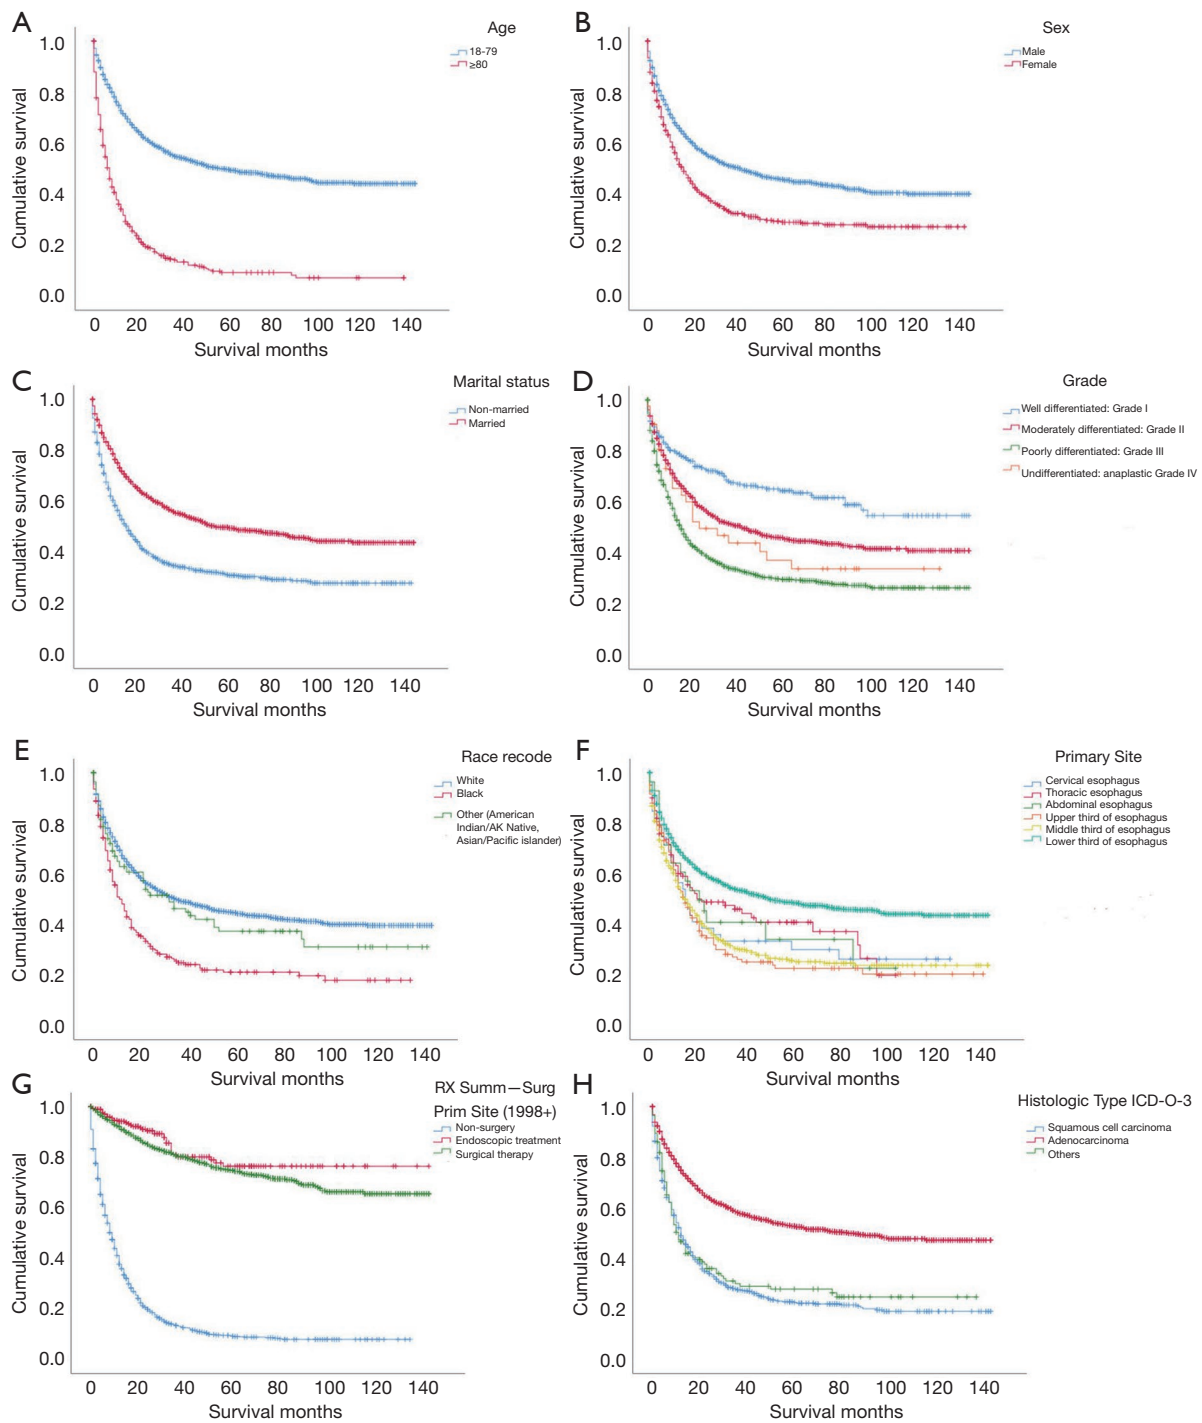 A
Age
18-79
≥80
Cumulative survival
1.0
0.8
0.6
0.4
0.2
0.0
0 20 40 60 80 100 120 140
Survival months
B
Sex
Male
Female
Cumulative survival
1.0
0.8
0.6
0.4
0.2
0.0
0 20 40 60 80 100 120 140
Survival months
C
Marital status
Non-married
Married
Cumulative survival
1.0
0.8
0.6
0.4
0.2
0.0
0 20 40 60 80 100 120 140
Survival months
D
Grade
Well differentiated: Grade I
Moderately differentiated: Grade II
Poorly differentiated: Grade III
Undifferentiated: anaplastic Grade IV
Cumulative survival
1.0
0.8
0.6
0.4
0.2
0.0
0 20 40 60 80 100 120 140
Survival months
E
Race recode
White
Black
Other (American
Indian/AK Native,
Asian/Pacific islander)
Cumulative survival
1.0
0.8
0.6
0.4
0.2
0.0
0 20 40 60 80 100 120 140
Survival months
F
Primary Site
Cervical esophagus
Thoracic esophagus
Abdominal esophagus
Upper third of esophagus
Middle third of esophagus
Lower third of esophagus
Cumulative survival
1.0
0.8
0.6
0.4
0.2
0.0
0 20 40 60 80 100 120 140
Survival months
G
RX Summ—Surg
Prim Site (1998+)
Non-surgery
Endoscopic treatment
Surgical therapy
Cumulative survival
1.0
0.8
0.6
0.4
0.2
0.0
0 20 40 60 80 100 120 140
Survival months
H
Histologic Type ICD-O-3
Squamous cell carcinoma
Adenocarcinoma
Others
Cumulative survival
1.0
0.8
0.6
0.4
0.2
0.0
0 20 40 60 80 100 120 140
Survival months